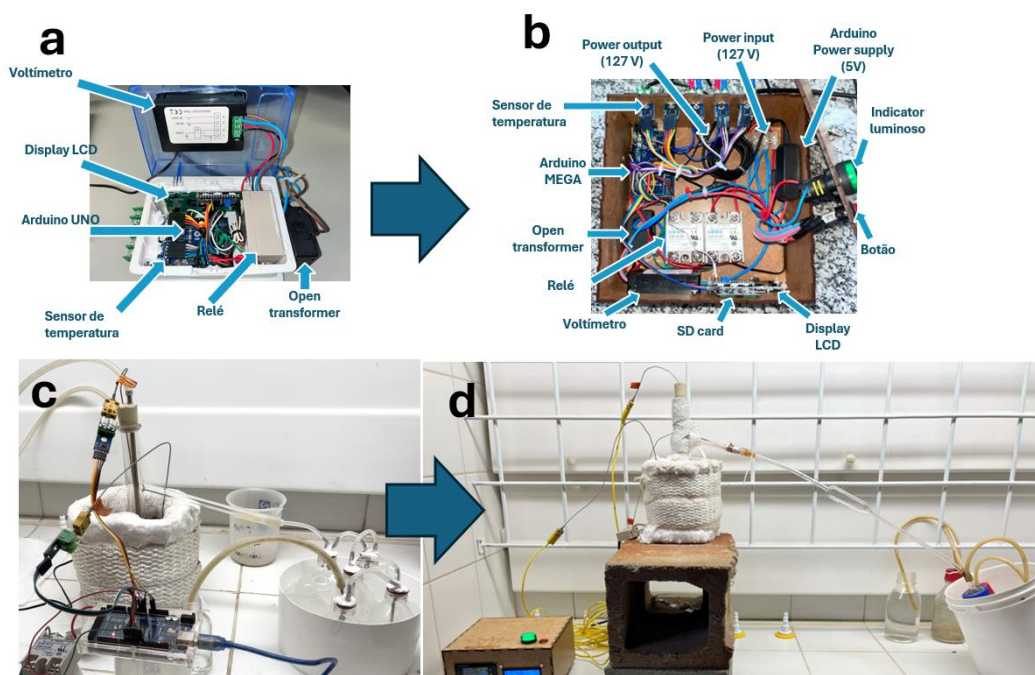 a
Voltímetro
Display LCD
Arduino UNO
Sensor de
temperatura
Relé
Open
transformer
b
Power output
(127 V)
Power input
(127 V)
Arduino
Power supply
(5V)
Sensor de
temperatura
Indicator
luminoso
Arduino
MEGA
Open
transformer
Botão
Relé
Voltímetro
SD card
Display
LCD
c
d